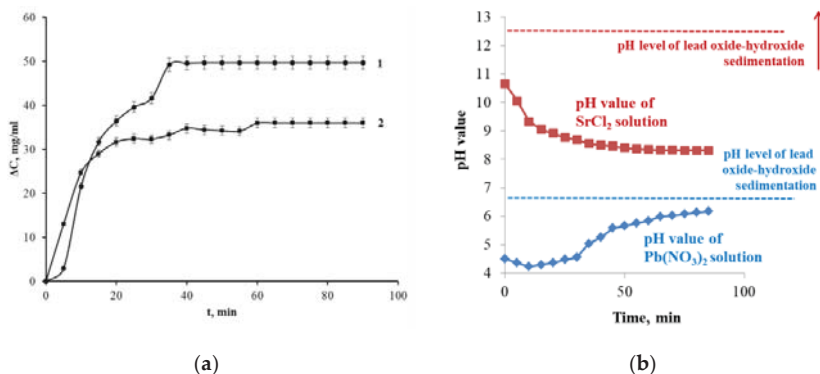 60
50
40
30
20
10
0
0
20
40
60
80
100
ΔC, mg/ml
t, min
1
2
(a)
13
12
11
10
9
8
7
6
5
4
0
50
100
pH value
Time, min
pH level of lead oxide-hydroxide
sedimentation
pH value of
SrCl₂ solution
pH level of lead
oxide-hydroxide
sedimentation
pH value of
Pb(NO₃)₂ solution
(b)